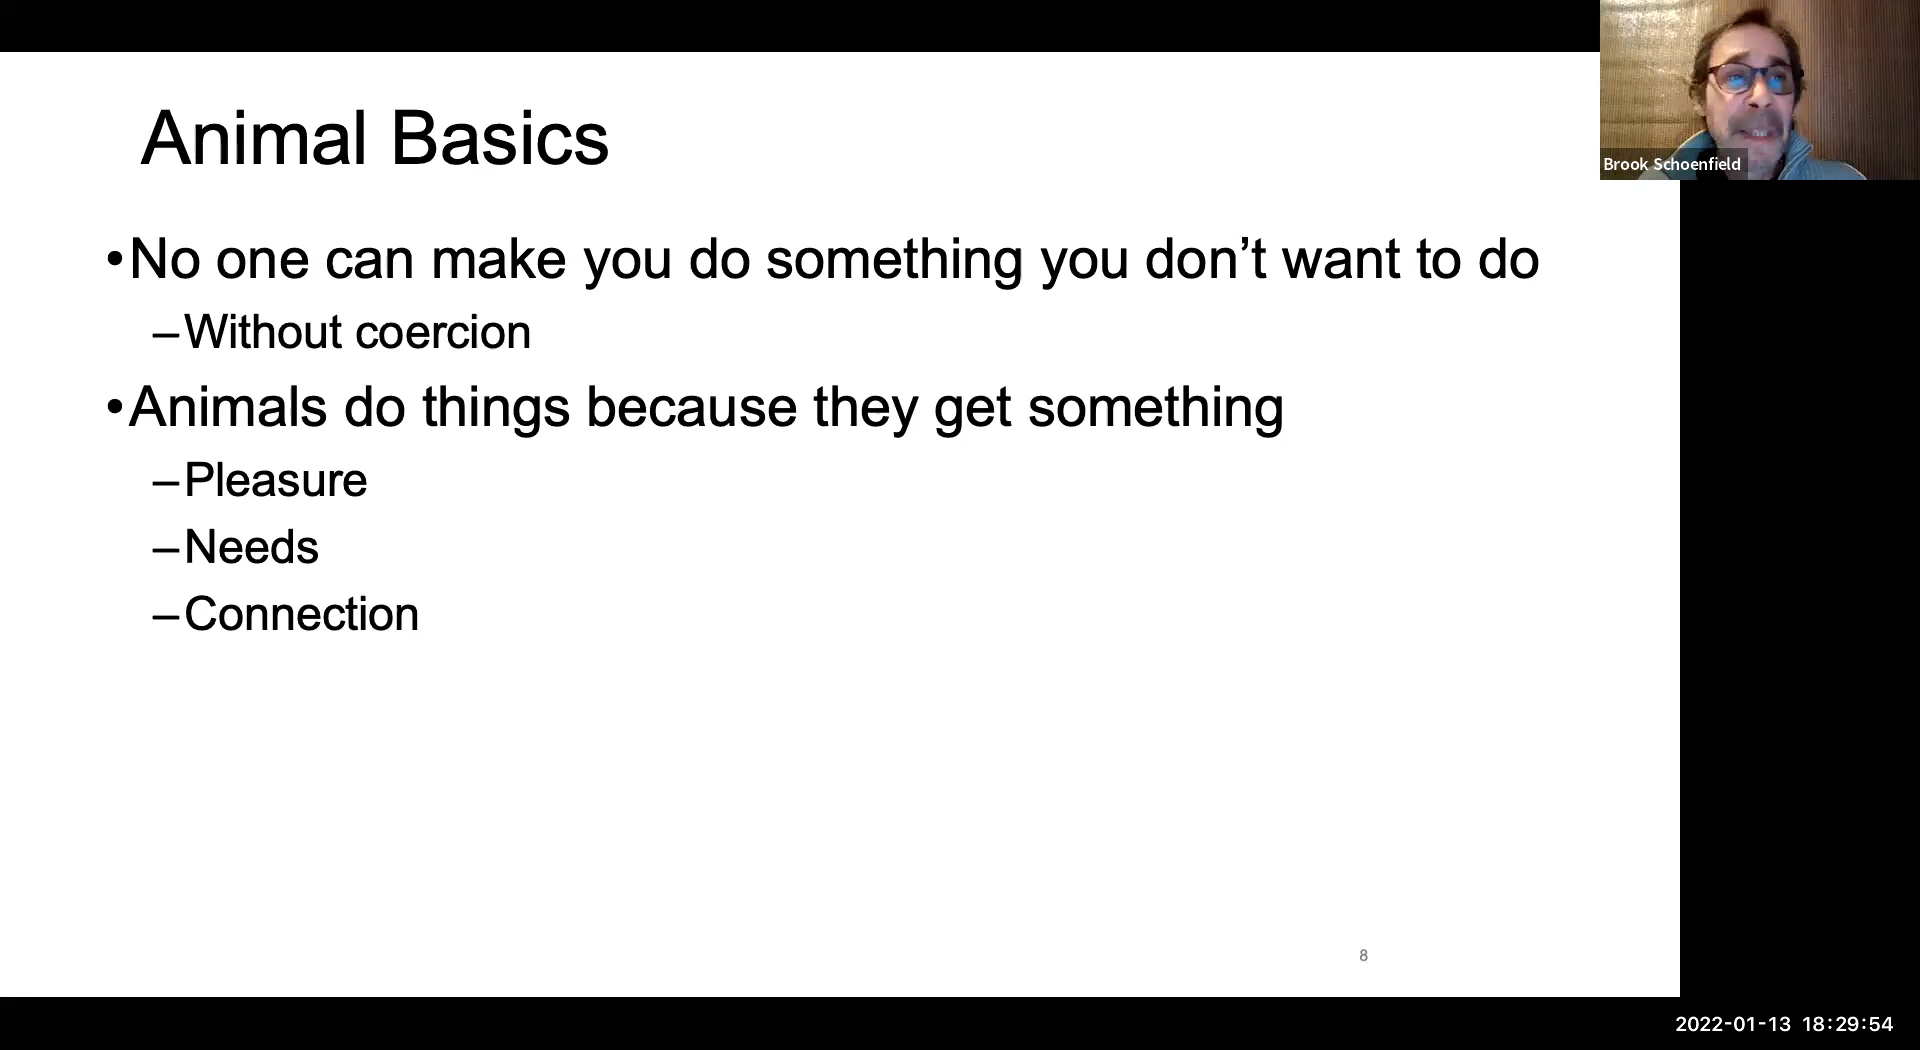 Animal Basics
•No one can make you do something you don’t want to do
–Without coercion
•Animals do things because they get something
–Pleasure
–Needs
–Connection
8
Brook Schoenfield
2022-01-13 18:29:54